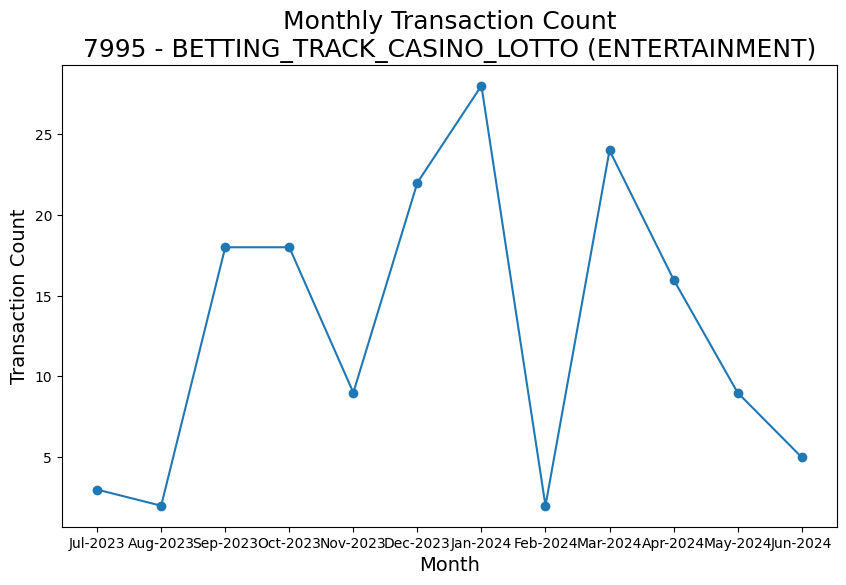 Monthly Transaction Count
7995 - BETTING_TRACK_CASINO_LOTTO (ENTERTAINMENT)
Transaction Count
25
20
15
10
5
Jul-2023 Aug-2023 Sep-2023 Oct-2023 Nov-2023 Dec-2023 Jan-2024 Feb-2024 Mar-2024 Apr-2024 May-2024 Jun-2024
Month